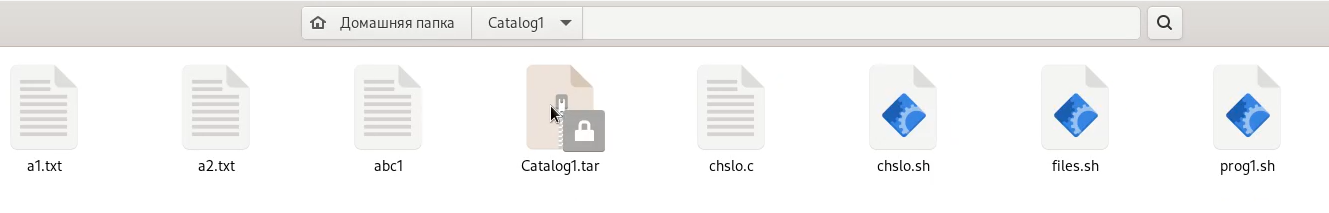 Домашняя папка Catalog1
a1.txt a2.txt abc1 Catalog1.tar chslo.c chslo.sh files.sh prog1.sh